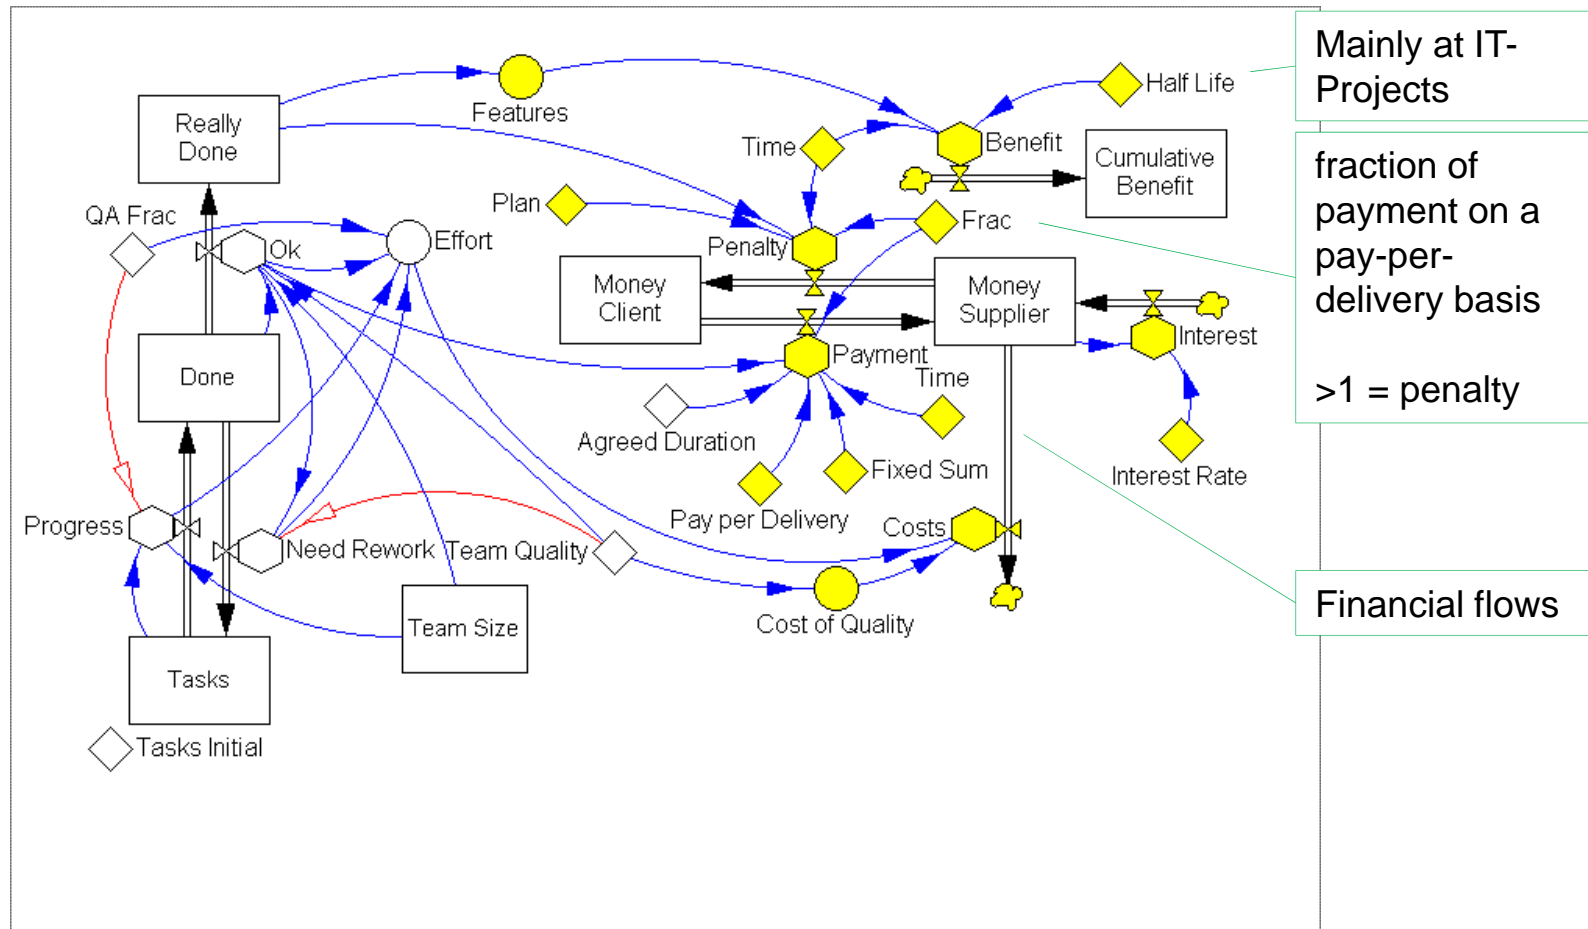 Mainly at IT-
Projects
Half Life
Features
Really
Done
Time
Benefit
Cumulative
Benefit
fraction of
payment on a
pay-per-
delivery basis
>1 = penalty
Plan
QA Frac
Frac
Effort
Ok
Penalty
Money
Client
Money
Supplier
Interest
Payment
Time
Done
Agreed Duration
Fixed Sum
Interest Rate
Pay per Delivery
Progress
Need Rework
Team Quality
Costs
Financial flows
Cost of Quality
Team Size
Tasks
Tasks Initial